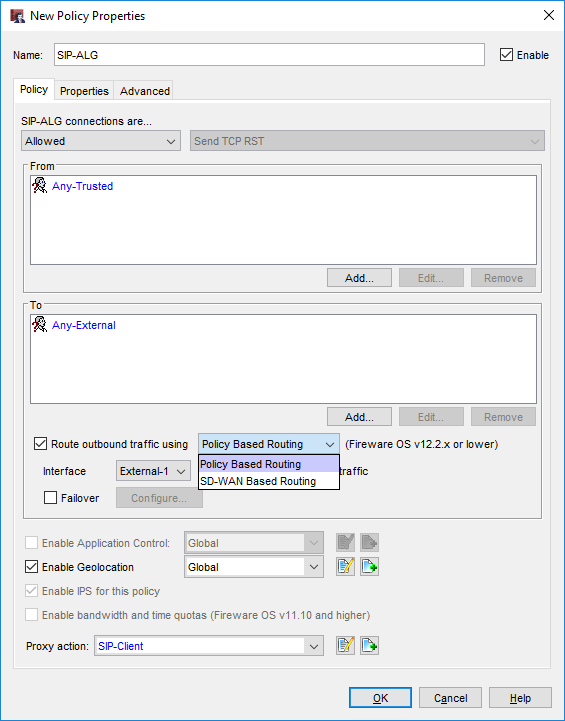 New Policy Properties
Name: SIP-ALG Enable
Policy Properties Advanced
SIP-ALG connections are...
Allowed Send TCP RST
From
Any-Trusted
Add... Edit... Remove
To
Any-External
Add... Edit... Remove
Route outbound traffic using Policy Based Routing (Fireware OS v12.2.x or lower)
Policy Based Routing
Interface External-1 traffic
SD-WAN Based Routing
Failover Configure...
Enable Application Control: Global
Enable Geolocation Global
Enable IPS for this policy
Enable bandwidth and time quotas (Fireware OS v11.10 and higher)
Proxy action: SIP-Client
OK Cancel Help